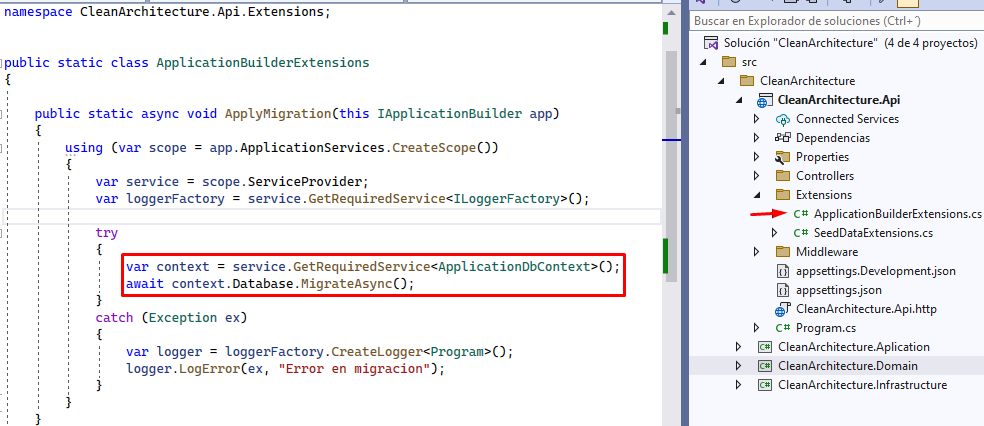 namespace CleanArchitecture.Api.Extensions;
public static class ApplicationBuilderExtensions
{
public static async void ApplyMigration(this IApplicationBuilder app)
{
using (var scope = app.ApplicationServices.CreateScope())
{
var service = scope.ServiceProvider;
var loggerFactory = service.GetRequiredService<ILoggerFactory>();
try
{
var context = service.GetRequiredService<ApplicationDbContext>();
await context.Database.MigrateAsync();
}
catch (Exception ex)
{
var logger = loggerFactory.CreateLogger<Program>();
logger.LogError(ex, "Error en migracion");
}
}
}
Buscar en Explorador de soluciones (Ctrl+´)
Solución "CleanArchitecture" (4 de 4 proyectos)
src
CleanArchitecture
CleanArchitecture.Api
Connected Services
Dependencias
Properties
Controllers
Extensions
C# ApplicationBuilderExtensions.cs
C# SeedDataExtensions.cs
Middleware
appsettings.Development.json
appsettings.json
CleanArchitecture.Api.http
C# Program.cs
C# CleanArchitecture.Aplication
C# CleanArchitecture.Domain
C# CleanArchitecture.Infrastructure